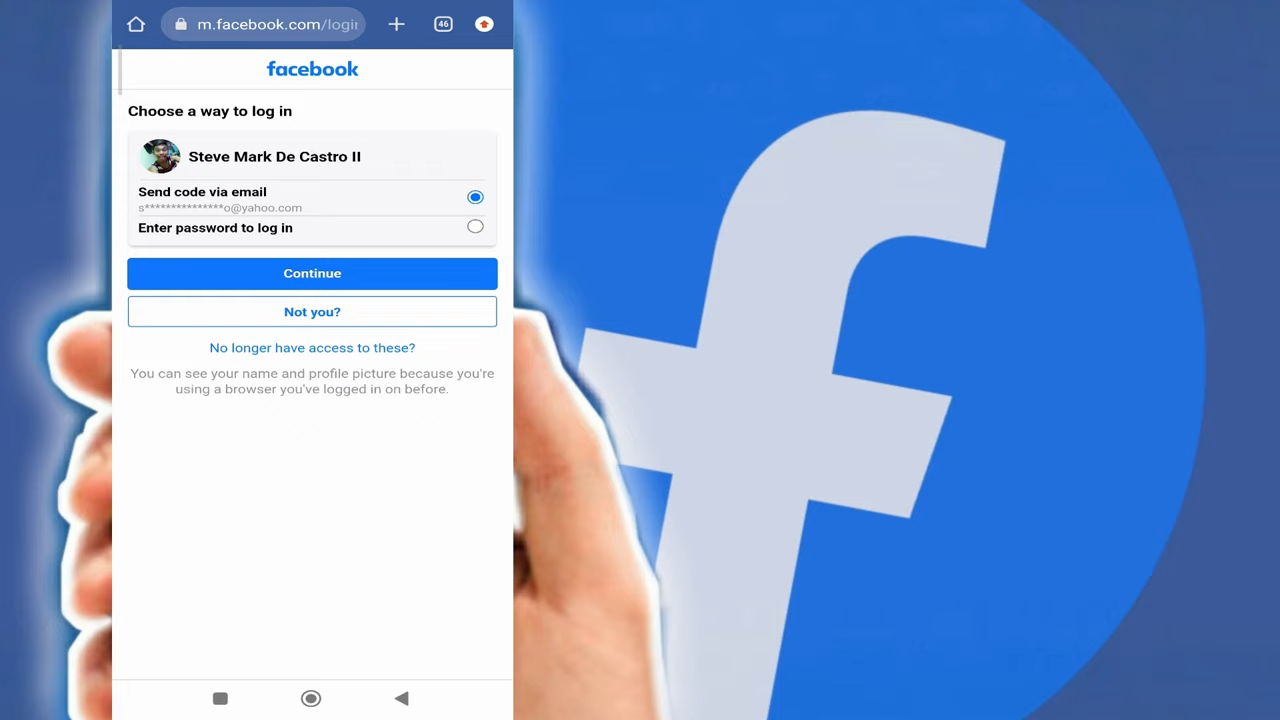 m.facebook.com/login
46
facebook
Choose a way to log in
Steve Mark De Castro II
Send code via email
s***************o@yahoo.com
Enter password to log in
Continue
Not you?
No longer have access to these?
You can see your name and profile picture because you're
using a browser you've logged in on before.